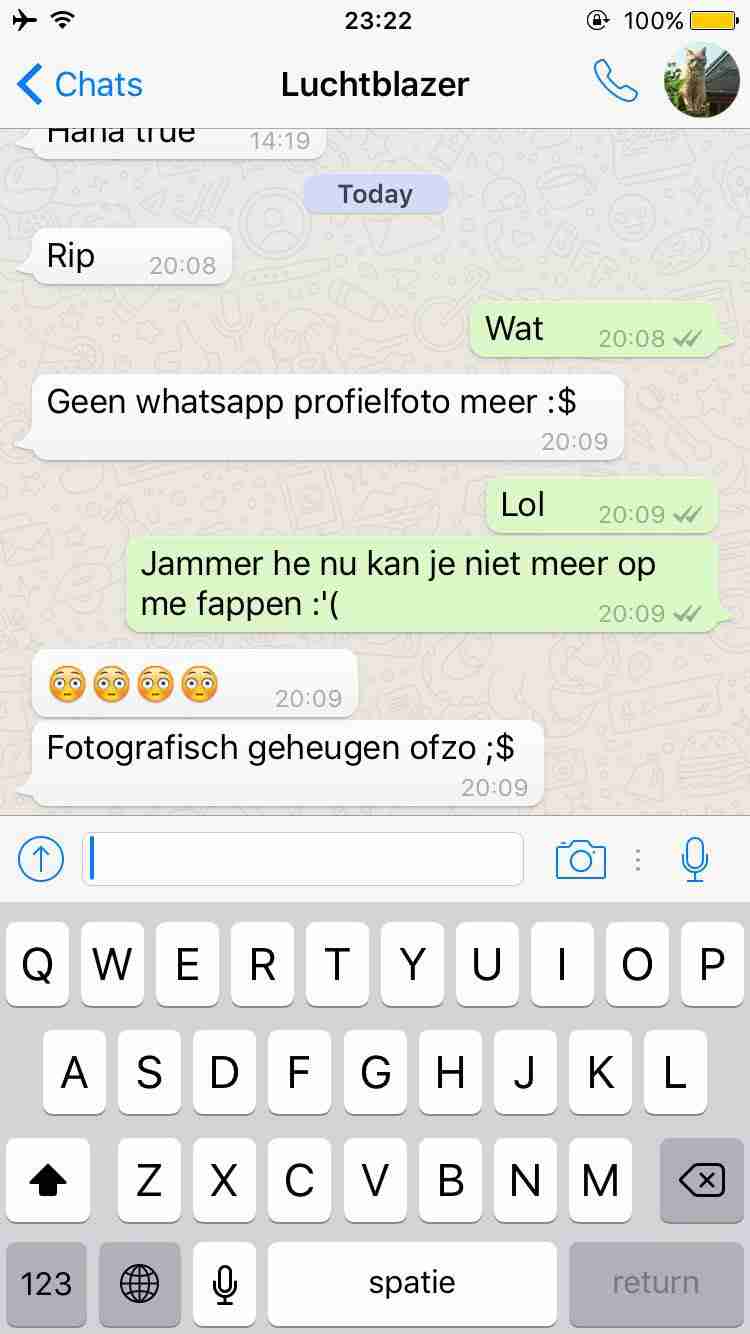 23:22
100%
Chats
Luchtblazer
Haha true
14:19
Today
Rip
20:08
Wat
20:08
Geen whatsapp profielfoto meer :$
20:09
Lol
20:09
Jammer he nu kan je niet meer op
me fappen :'(
20:09
😳😳😳😳
20:09
Fotografisch geheugen ofzo ;$
20:09
Q W E R T Y U I O P
A S D F G H J K L
Z X C V B N M
123
spatie
return